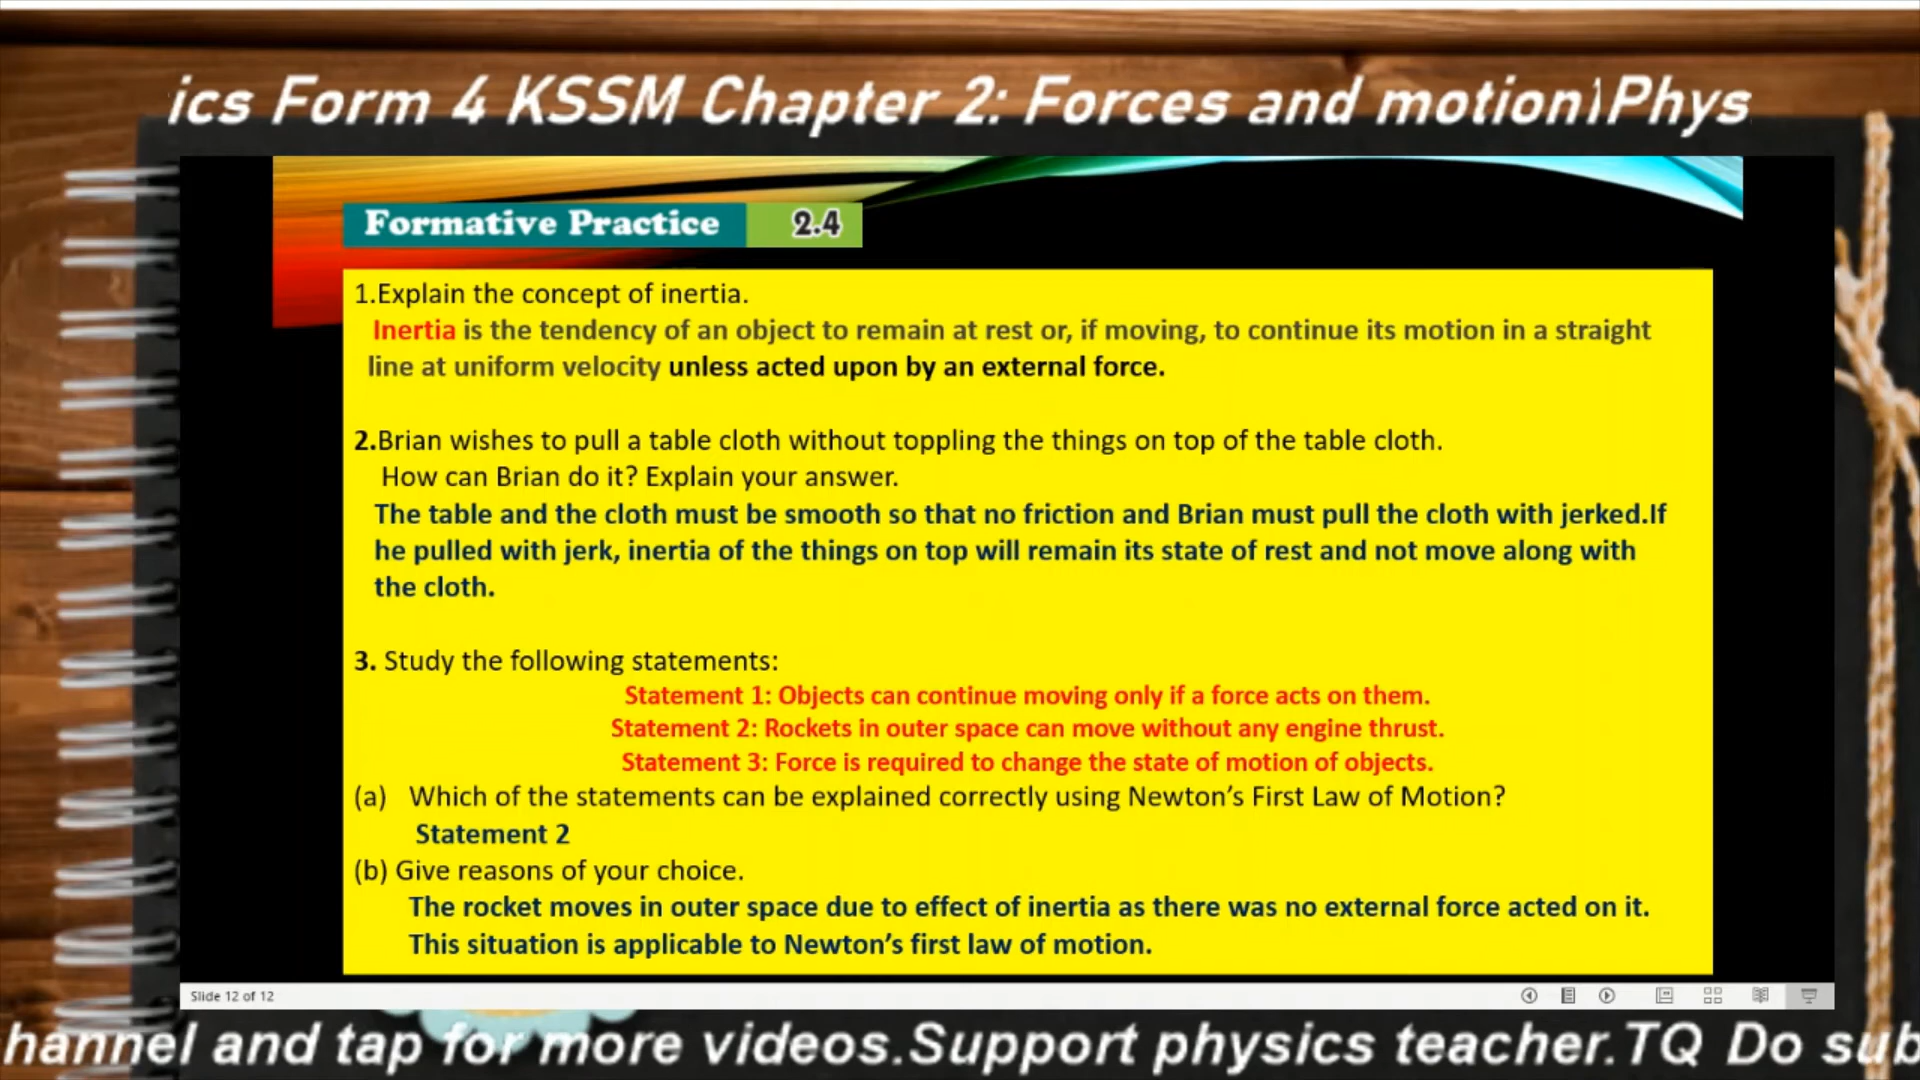 ics Form 4 KSSM Chapter 2: Forces and motion)Phys
Formative Practice 2.4
1.Explain the concept of inertia.
Inertia is the tendency of an object to remain at rest or, if moving, to continue its motion in a straight
line at uniform velocity unless acted upon by an external force.
2.Brian wishes to pull a table cloth without toppling the things on top of the table cloth.
How can Brian do it? Explain your answer.
The table and the cloth must be smooth so that no friction and Brian must pull the cloth with jerked.If
he pulled with jerk, inertia of the things on top will remain its state of rest and not move along with
the cloth.
3. Study the following statements:
Statement 1: Objects can continue moving only if a force acts on them.
Statement 2: Rockets in outer space can move without any engine thrust.
Statement 3: Force is required to change the state of motion of objects.
(a) Which of the statements can be explained correctly using Newton’s First Law of Motion?
Statement 2
(b) Give reasons of your choice.
The rocket moves in outer space due to effect of inertia as there was no external force acted on it.
This situation is applicable to Newton’s first law of motion.
Slide 12 of 12
hannel and tap for more videos.Support physics teacher.TQ Do sub